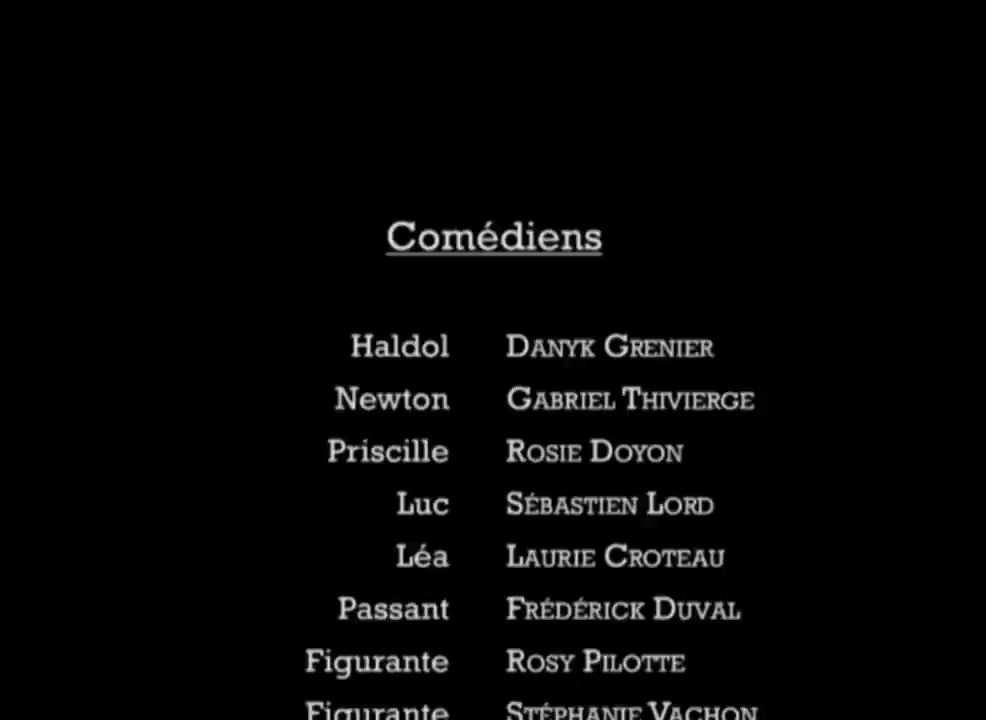 Comédiens
Haldol Danyk Grenier
Newton Gabriel Thivierge
Priscille Rosie Doyon
Luc Sébastien Lord
Léa Laurie Croteau
Passant Frédérick Duval
Figurante Rosy Pilotte
Figurante Stéphanie Vachon